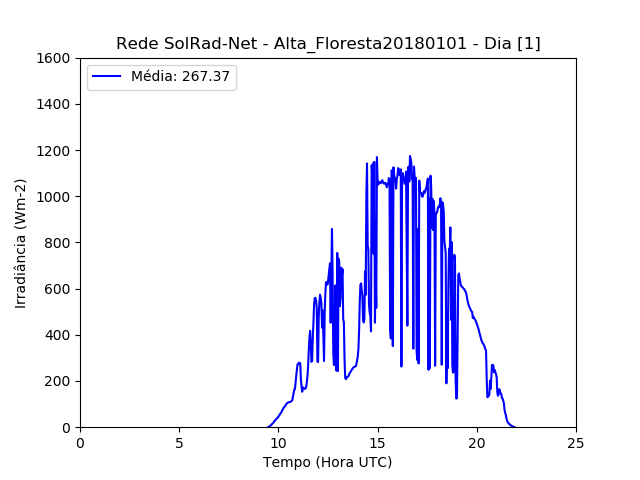 Rede SolRad-Net - Alta_Floresta20180101 - Dia [1]
Média: 267.37
Irradiância (Wm-2)
1600
1400
1200
1000
800
600
400
200
0
0 5 10 15 20 25
Tempo (Hora UTC)